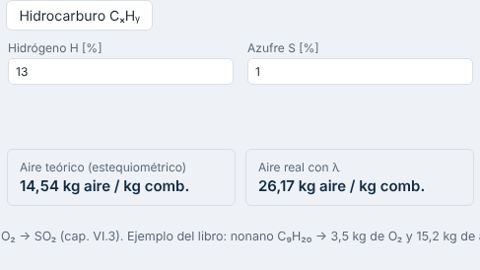 Hidrocarburo CₓHᵧ
Hidrógeno H [%]
Azufre S [%]
13
1
Aire teórico (estequiométrico)
14,54 kg aire / kg comb.
Aire real con λ
26,17 kg aire / kg comb.
O₂ → SO₂ (cap. VI.3). Ejemplo del libro: nonano C₉H₂₀ → 3,5 kg de O₂ y 15,2 kg de